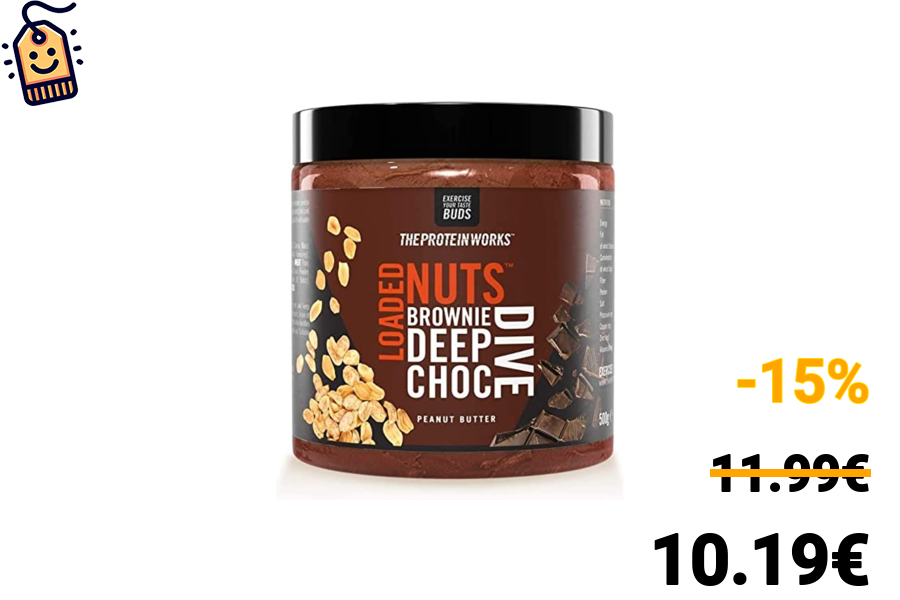 EXERCISE
YOUR TASTE
BUDS
THEPROTEINWORKS™
LOADED
NUTS™
BROWNIE
DEEP
CHOC
DIVE
PEANUT BUTTER
500g
-15%
11.99€
10.19€